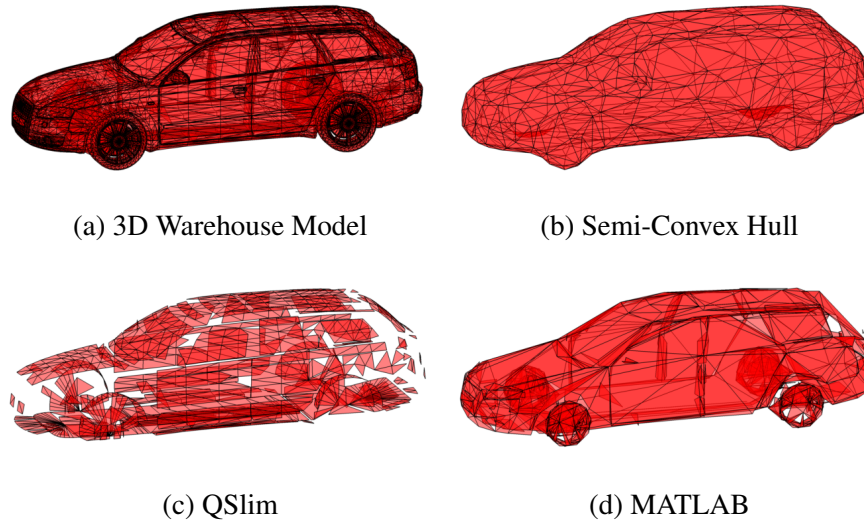 (a) 3D Warehouse Model
(b) Semi-Convex Hull
(c) QSlim
(d) MATLAB